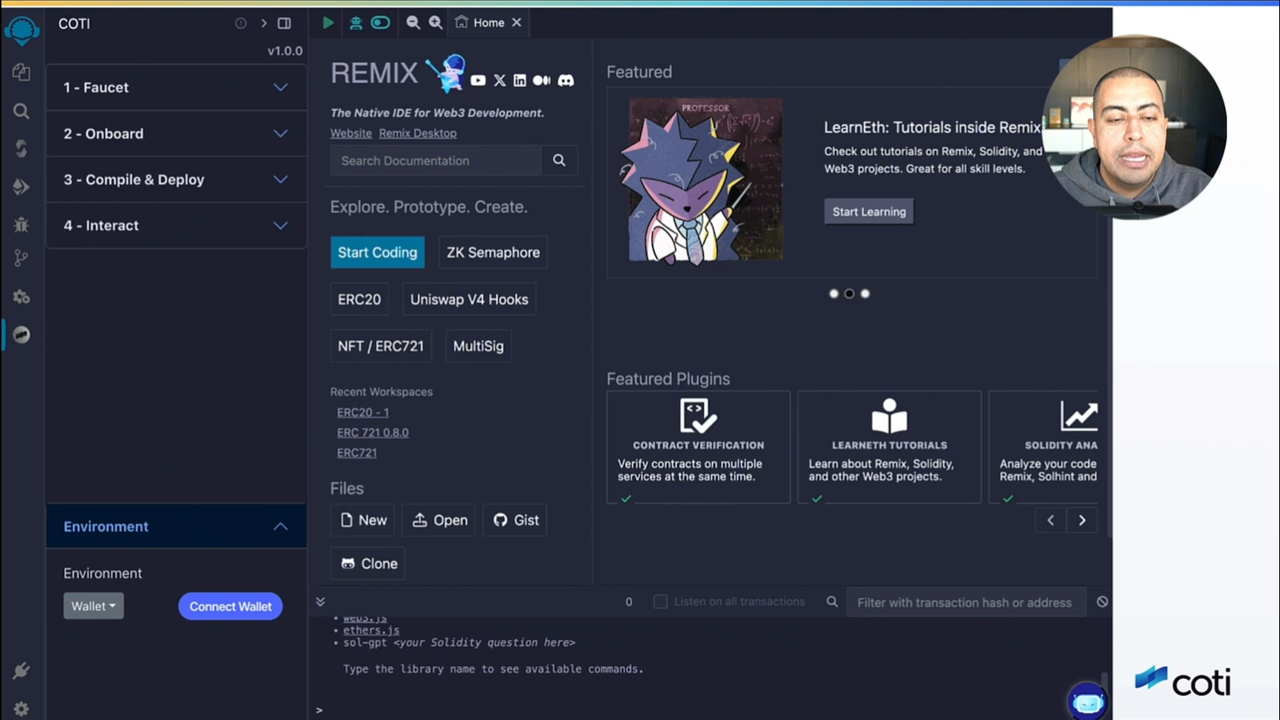 COTI
v1.0.0
1 - Faucet
2 - Onboard
3 - Compile & Deploy
4 - Interact
Environment
Environment
Wallet
Connect Wallet
Home
REMIX
The Native IDE for Web3 Development.
Website Remix Desktop
Search Documentation
Explore. Prototype. Create.
Start Coding
ZK Semaphore
ERC20
Uniswap V4 Hooks
NFT / ERC721
MultiSig
Recent Workspaces
ERC20 - 1
ERC 721 0.8.0
ERC721
Files
New
Open
Gist
Clone
Featured
PROFESSOR
LearnEth: Tutorials inside Remix
Check out tutorials on Remix, Solidity, and
Web3 projects. Great for all skill levels.
Start Learning
Featured Plugins
CONTRACT VERIFICATION
Verify contracts on multiple
services at the same time.
LEARNETH TUTORIALS
Learn about Remix, Solidity,
and other Web3 projects.
SOLIDITY ANA
Analyze your code
Remix, Solhint and
0
Listen on all transactions
Filter with transaction hash or address
web3.js
ethers.js
sol-gpt <your Solidity question here>
Type the library name to see available commands.
>
coti